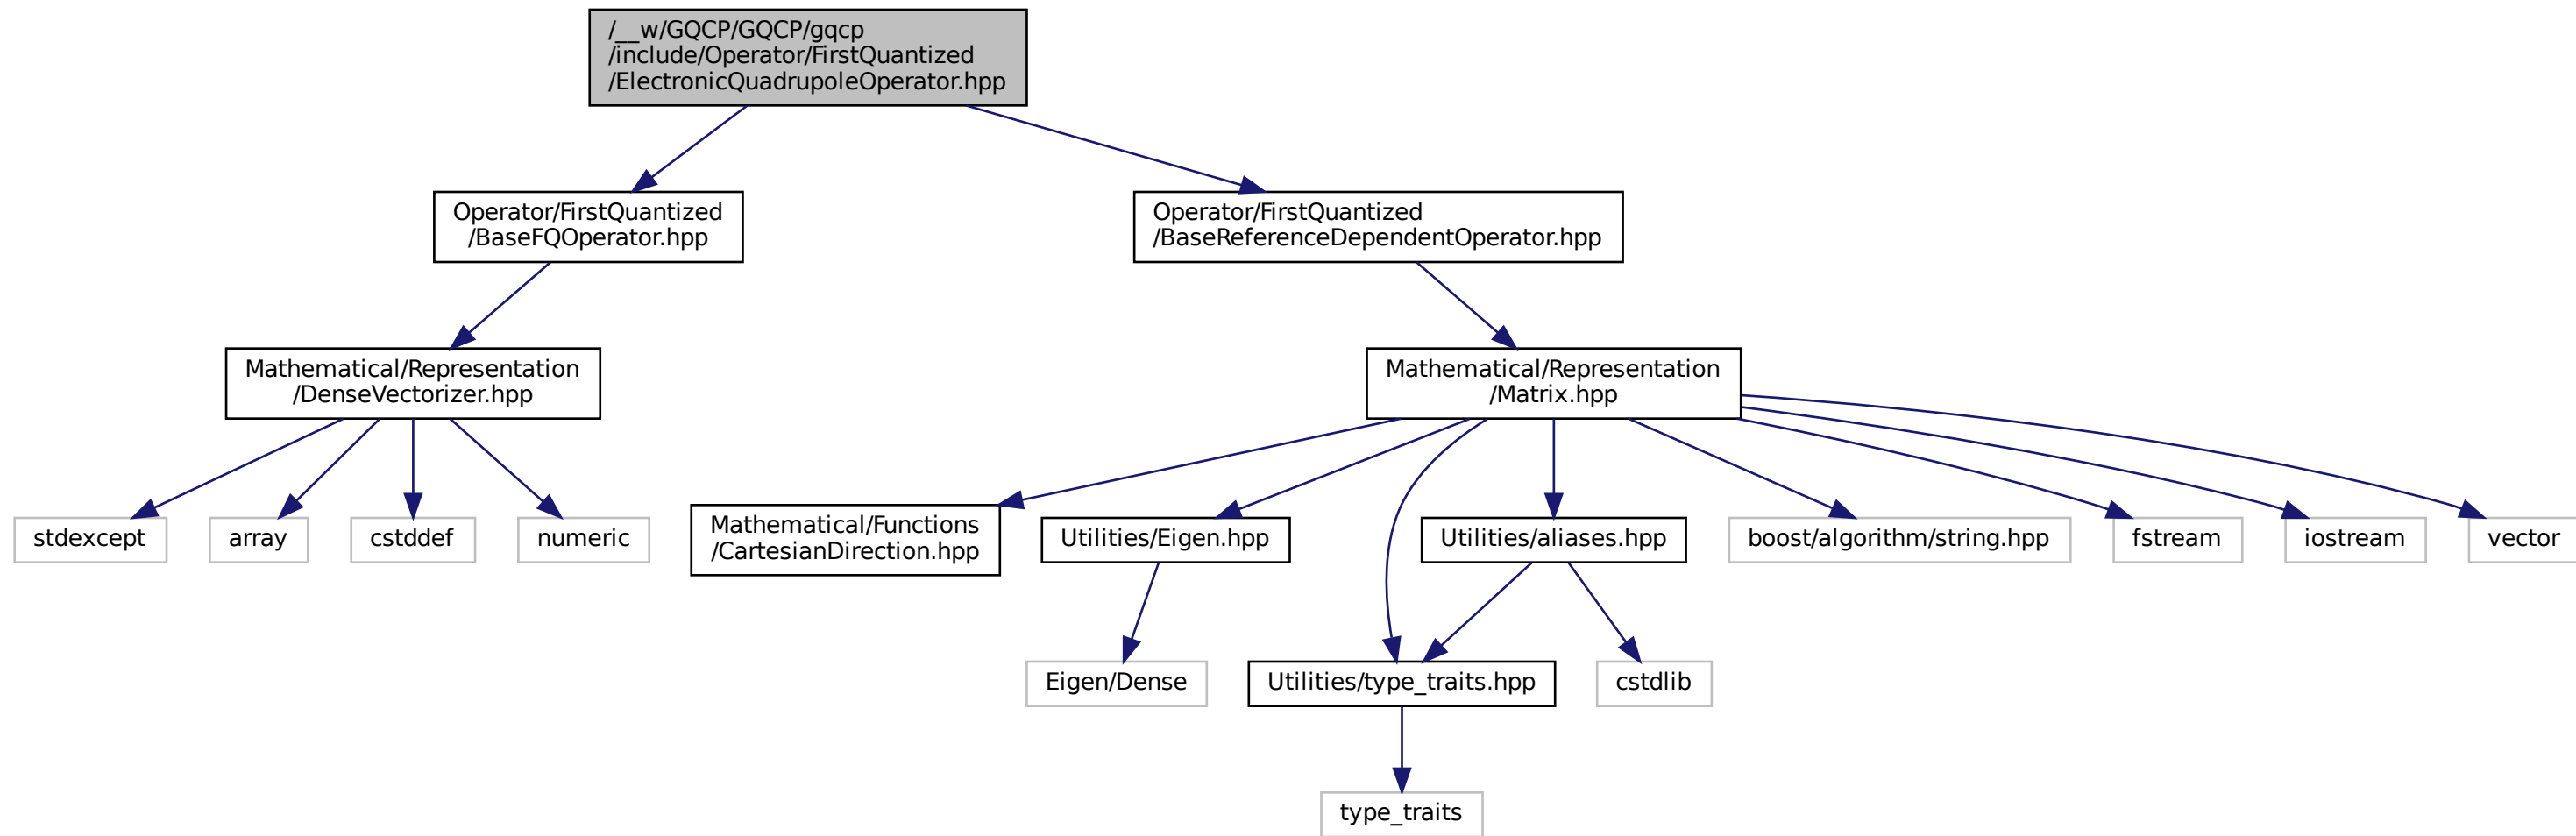 /__w/GQCP/GQCP/gqcp
/include/Operator/FirstQuantized
/ElectronicQuadrupoleOperator.hpp
Operator/FirstQuantized
/BaseFQOperator.hpp
Operator/FirstQuantized
/BaseReferenceDependentOperator.hpp
Mathematical/Representation
/DenseVectorizer.hpp
Mathematical/Representation
/Matrix.hpp
stdexcept
array
cstddef
numeric
Mathematical/Functions
/CartesianDirection.hpp
Utilities/Eigen.hpp
Utilities/aliases.hpp
boost/algorithm/string.hpp
fstream
iostream
vector
Eigen/Dense
Utilities/type_traits.hpp
cstdlib
type_traits